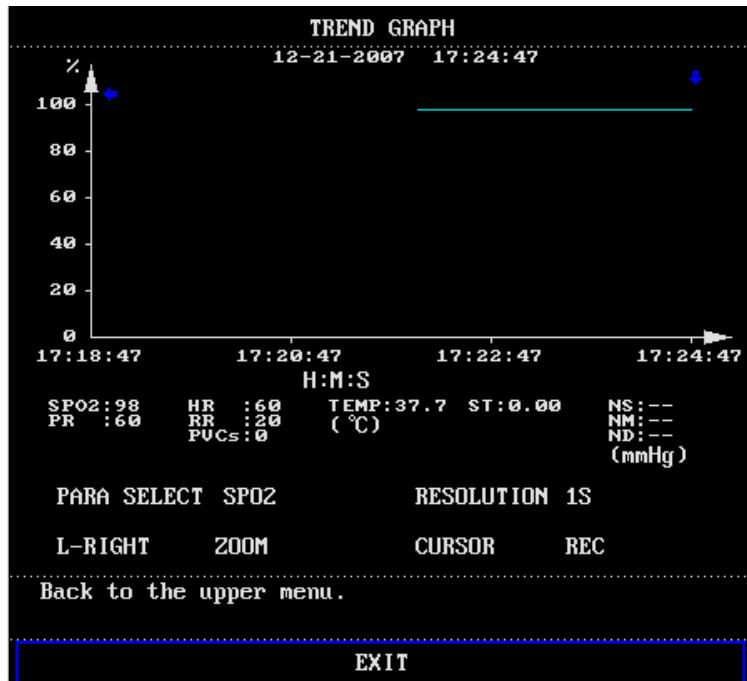 TREND GRAPH
12-21-2007 17:24:47
%
100
80
60
40
20
0
17:18:47 17:20:47 17:22:47 17:24:47
H:M:S
SPO2:98 HR :60 TEMP:37.7 ST:0.00 NS:--
PR :60 RR :20 (℃) NM:--
PVCs:0 ND:--
(mmHg)
PARA SELECT SPO2 RESOLUTION 1S
L-RIGHT ZOOM CURSOR REC
Back to the upper menu.
EXIT